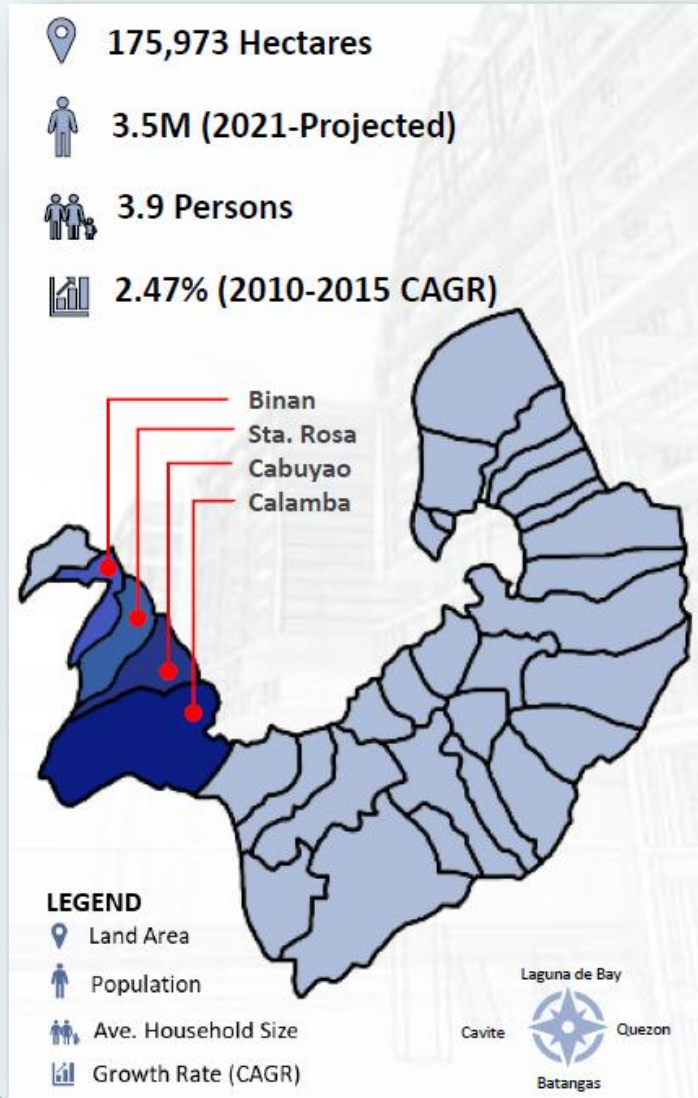 175,973 Hectares
3.5M (2021-Projected)
3.9 Persons
2.47% (2010-2015 CAGR)
Binan
Sta. Rosa
Cabuyao
Calamba
LEGEND
Land Area
Population
Ave. Household Size
Growth Rate (CAGR)
Laguna de Bay
Cavite
Quezon
Batangas